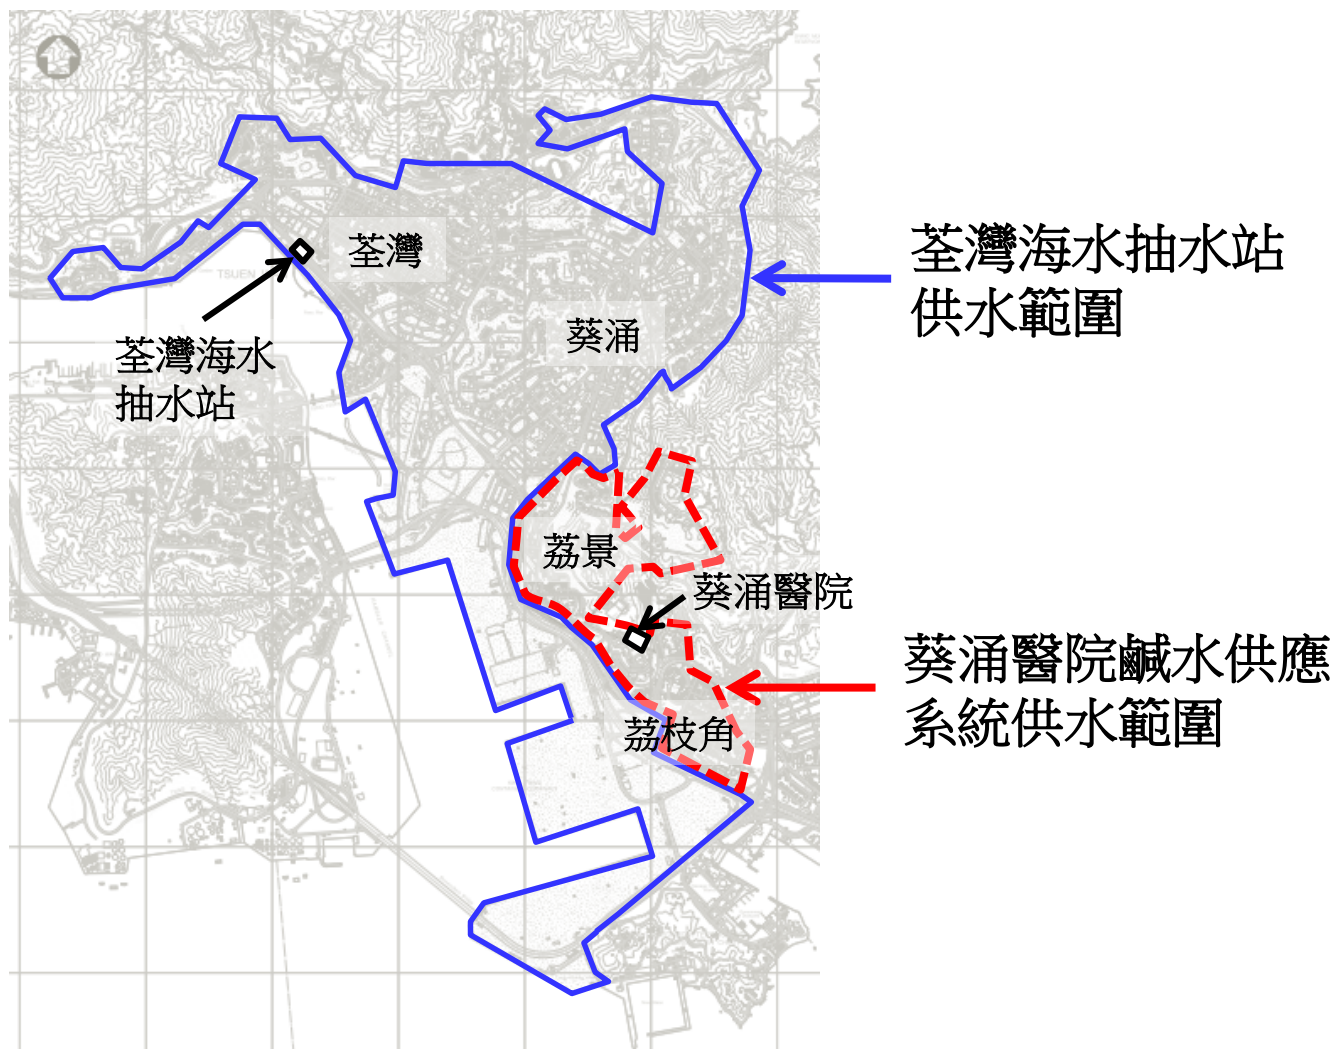 荃灣
荃灣海水抽水站
供水範圍
TSUEN
葵涌
荃灣海水
抽水站
荔景
葵涌醫院
葵涌醫院鹹水供應
系統供水範圍
荔枝角